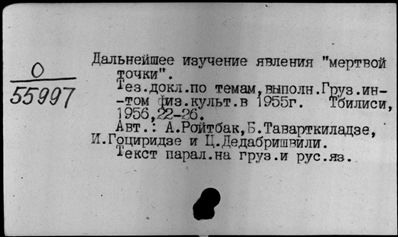 О
55997
Дальнейшее изучение явления "мертвой
точки".
Тез.докл.по темам,выполн.Груз.ин-
-том физ.культ.в 1955г. Тбилиси,
1956,22-26.
Авт.: А.Ройтбак,Б.Таварткиладзе,
И.Гоциридзе и Ц.Дедабришвили.
Текст парал.на груз.и рус.яз.